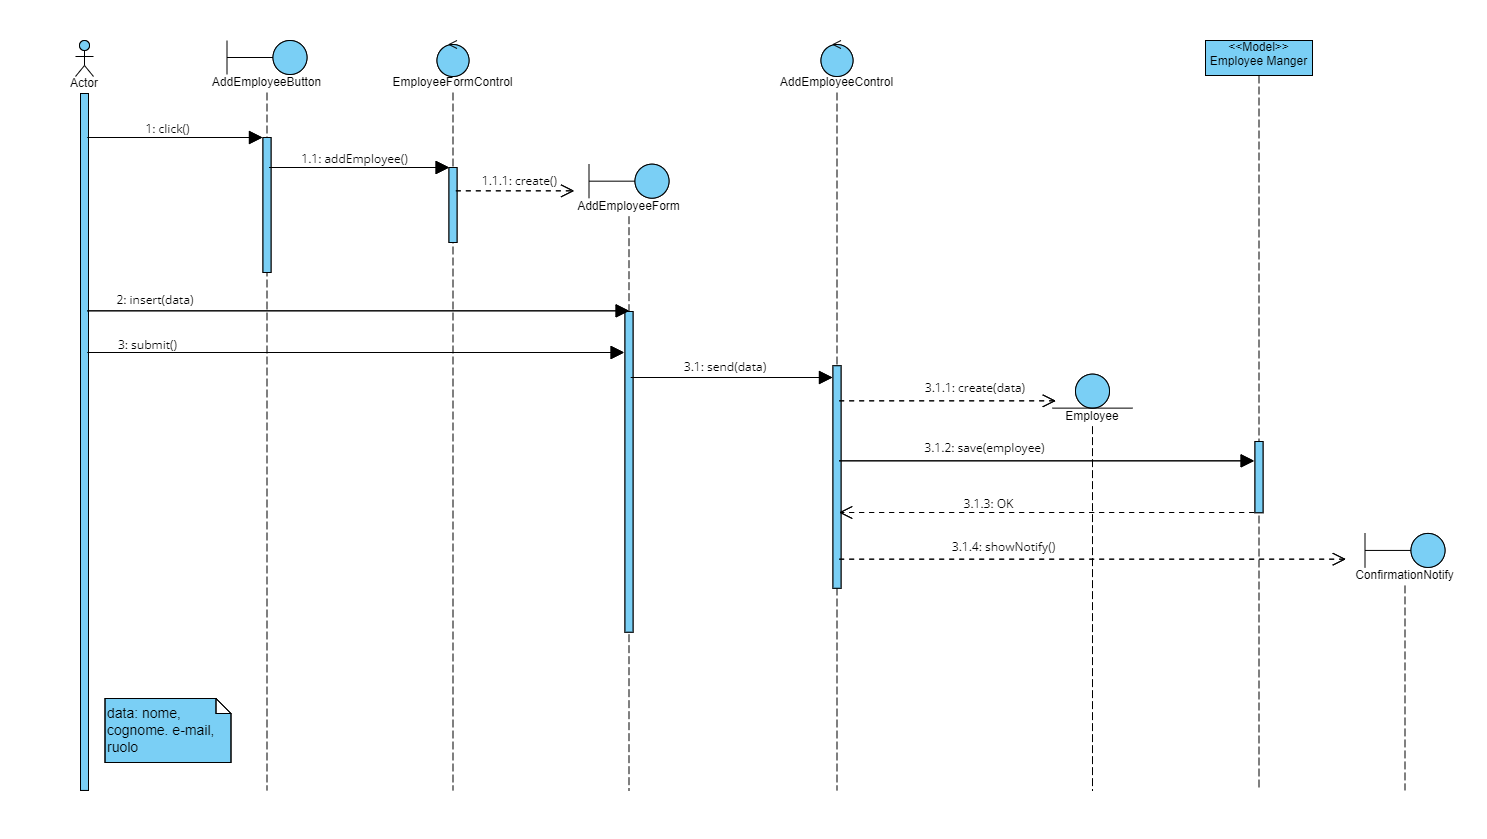 <<Model>>
Employee Manger
Actor
AddEmployeeButton
EmployeeFormControl
AddEmployeeControl
1: click()
1.1: addEmployee()
1.1.1: create()
AddEmployeeForm
2: insert(data)
3: submit()
3.1: send(data)
3.1.1: create(data)
Employee
3.1.2: save(employee)
3.1.3: OK
3.1.4: showNotify()
ConfirmationNotify
data: nome,
cognome. e-mail,
ruolo